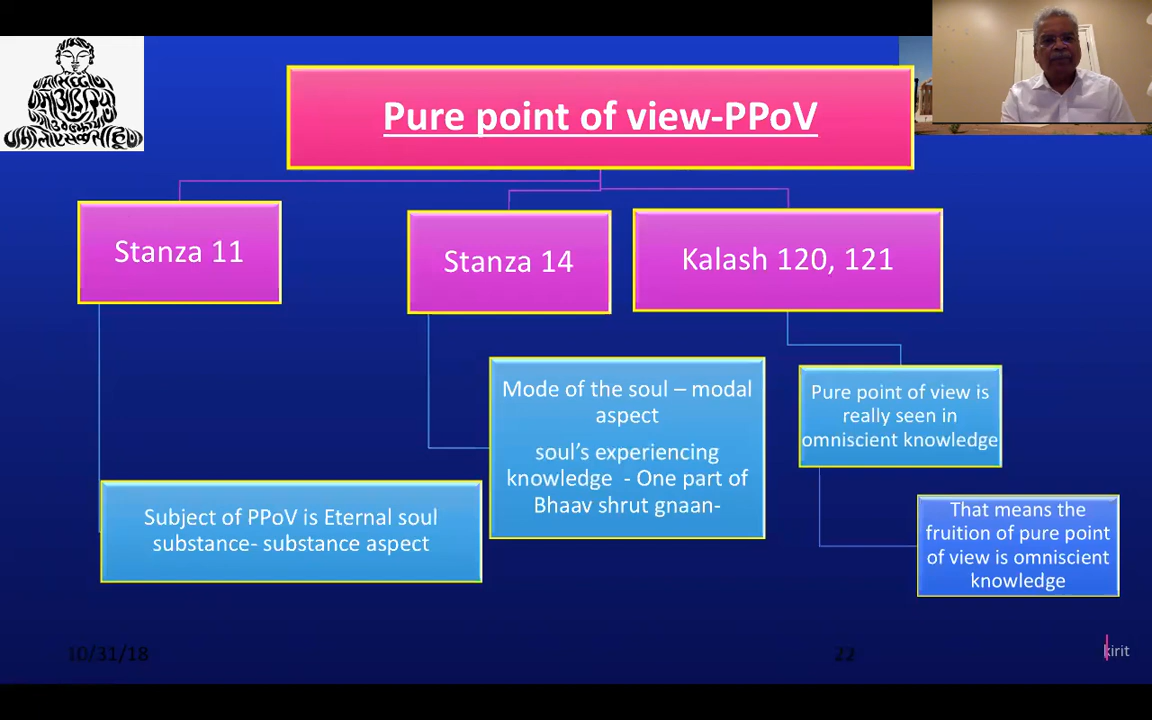 Pure point of view-PPoV
Stanza 11
Stanza 14
Kalash 120, 121
Mode of the soul – modal
aspect
soul's experiencing
knowledge - One part of
Bhaav shrut gnaan-
Pure point of view is
really seen in
omniscient knowledge
Subject of PPoV is Eternal soul
substance- substance aspect
That means the
fruition of pure point
of view is omniscient
knowledge
10/31/18
22
kirit